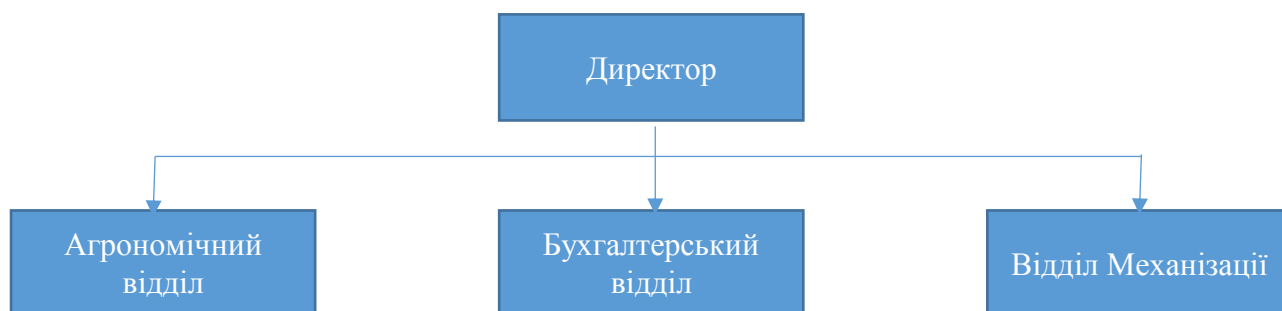 Директор
Агрономічний
відділ
Бухгалтерський
відділ
Відділ Механізації